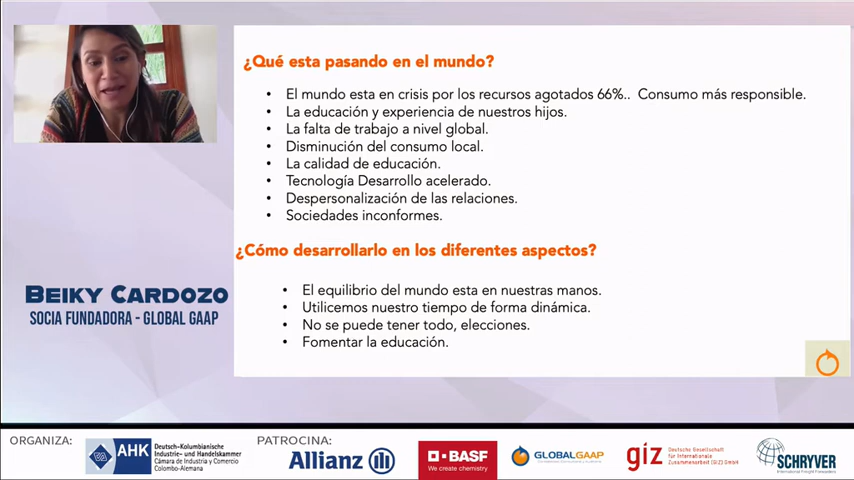 ¿Qué esta pasando en el mundo?
• El mundo esta en crisis por los recursos agotados 66%.. Consumo más responsible.
• La educación y experiencia de nuestros hijos.
• La falta de trabajo a nivel global.
• Disminución del consumo local.
• La calidad de educación.
• Tecnología Desarrollo acelerado.
• Despersonalización de las relaciones.
• Sociedades inconformes.
¿Cómo desarrollarlo en los diferentes aspectos?
• El equilibrio del mundo esta en nuestras manos.
• Utilicemos nuestro tiempo de forma dinámica.
• No se puede tener todo, elecciones.
• Fomentar la educación.
BEIKY CARDOZO
SOCIA FUNDADORA - GLOBAL GAAP
ORGANIZA:
AHK
Deutsch-Kolumbianische
Industrie- und Handelskammer
Cámara de Industria y Comercio
Colombo-Alemana
PATROCINA:
Allianz
BASF
We create chemistry
GLOBALGAAP
giz
Deutsche Gesellschaft
für Internationale
Zusammenarbeit (GIZ) GmbH
SCHRYVER
International Freight Forwarders